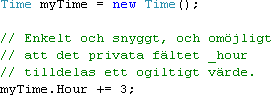 Time myTime = new Time();
// Enkelt och snyggt, och omöjligt
// att det privata fältet _hour
// tilldelas ett ogiltigt värde.
myTime.Hour += 3;